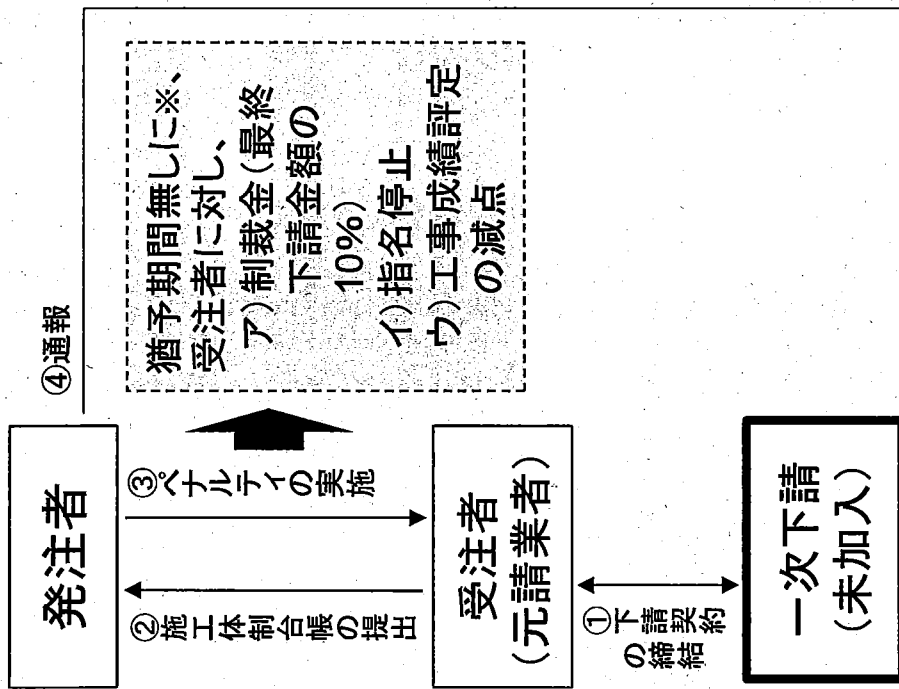 ④通報
発注者
②施工体制台帳の提出
③ペナルティの実施
猶予期間無しに※、
受注者に対し、
ア)制裁金(最終
下請金額の
10%)
イ)指名停止
ウ)工事成績評定
の減点
受注者
(元請業者)
①下請契約
の締結
一次下請
(未加入)